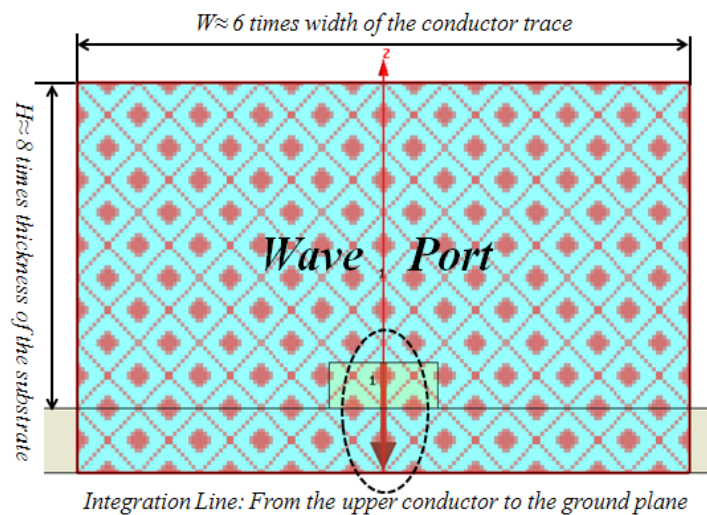 W≈ 6 times width of the conductor trace
Z
H≈ 8 times thickness of the substrate
Wave Port
1
1
Integration Line: From the upper conductor to the ground plane